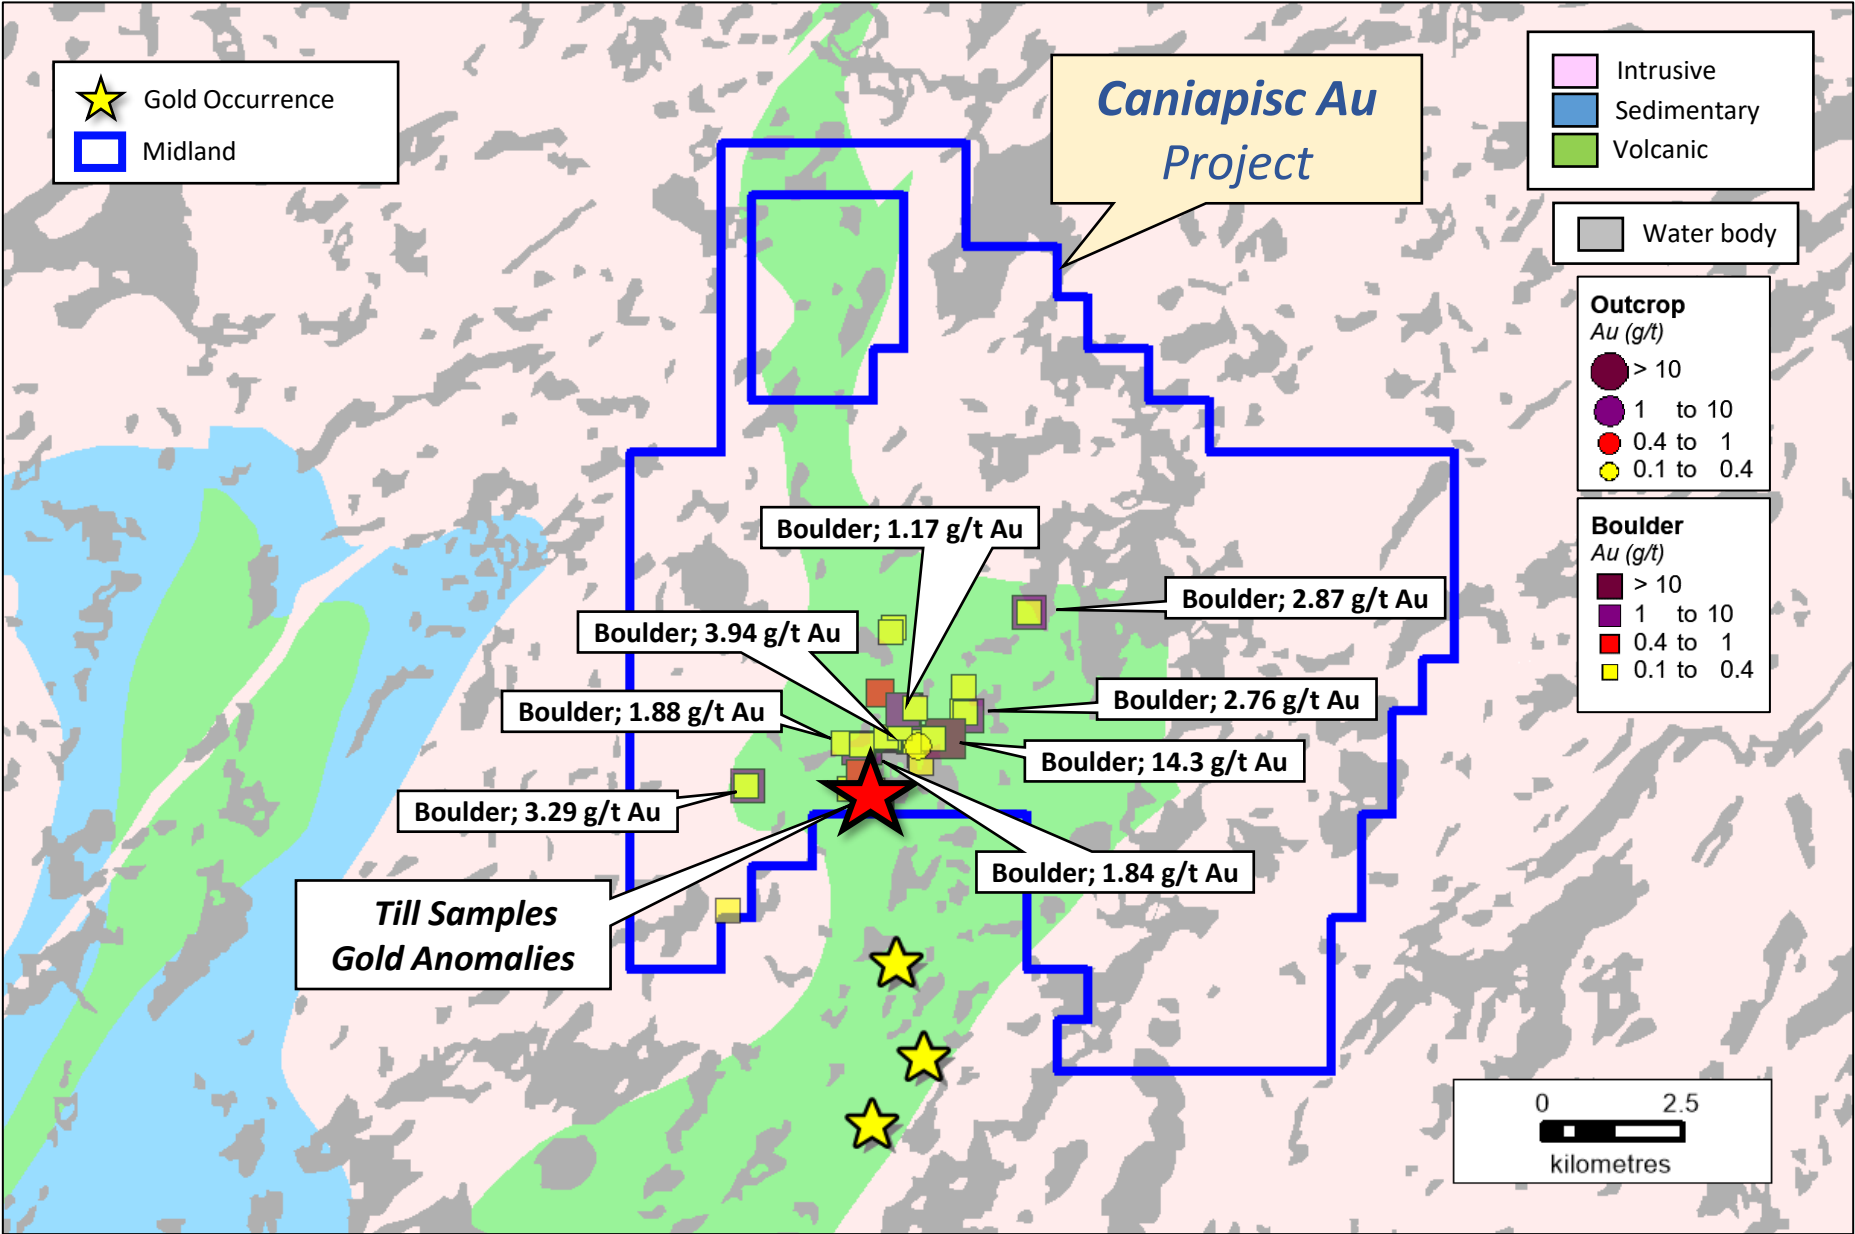 Gold Occurrence
Midland
Caniapisc Au
Project
Intrusive
Sedimentary
Volcanic
Water body
Outcrop
Au (g/t)
> 10
1 to 10
0.4 to 1
0.1 to 0.4
Boulder
Au (g/t)
> 10
1 to 10
0.4 to 1
0.1 to 0.4
Boulder; 1.17 g/t Au
Boulder; 2.87 g/t Au
Boulder; 3.94 g/t Au
Boulder; 1.88 g/t Au
Boulder; 2.76 g/t Au
Boulder; 14.3 g/t Au
Boulder; 3.29 g/t Au
Boulder; 1.84 g/t Au
Till Samples
Gold Anomalies
0 2.5
kilometres